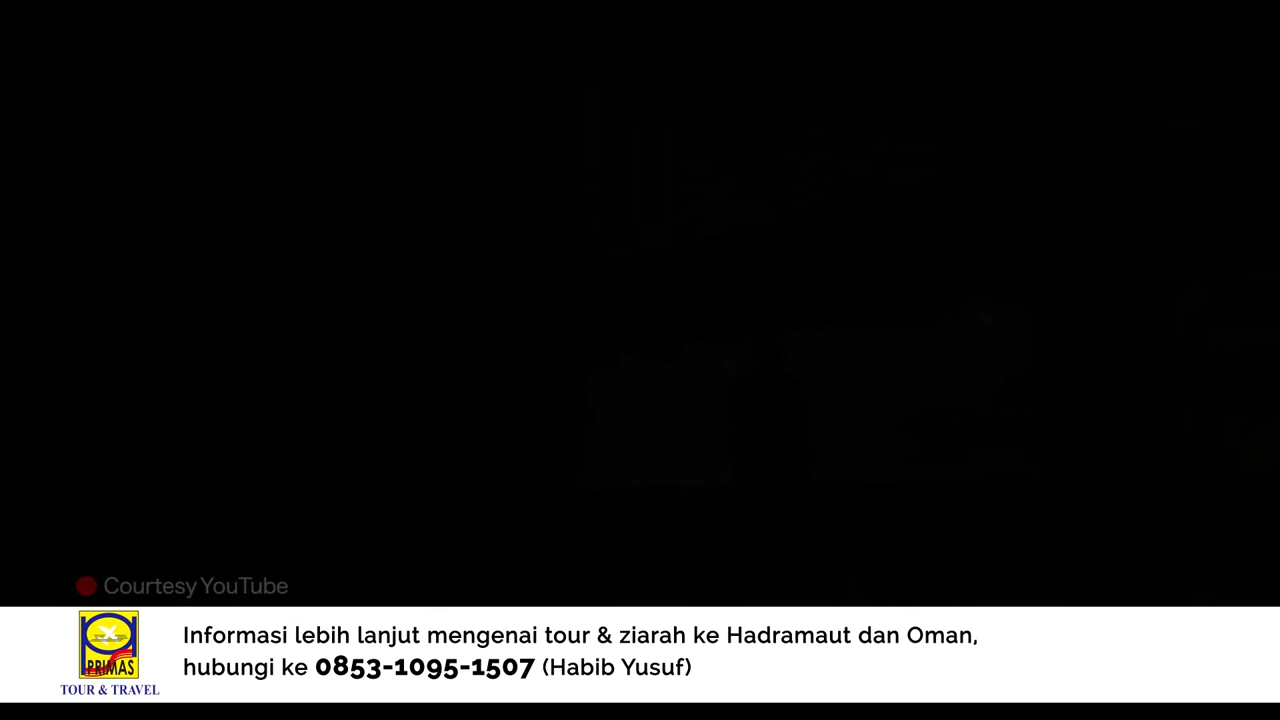 Courtesy YouTube
PRIMAS
TOUR & TRAVEL
Informasi lebih lanjut mengenai tour & ziarah ke Hadramaut dan Oman,
hubungi ke 0853-1095-1507 (Habib Yusuf)